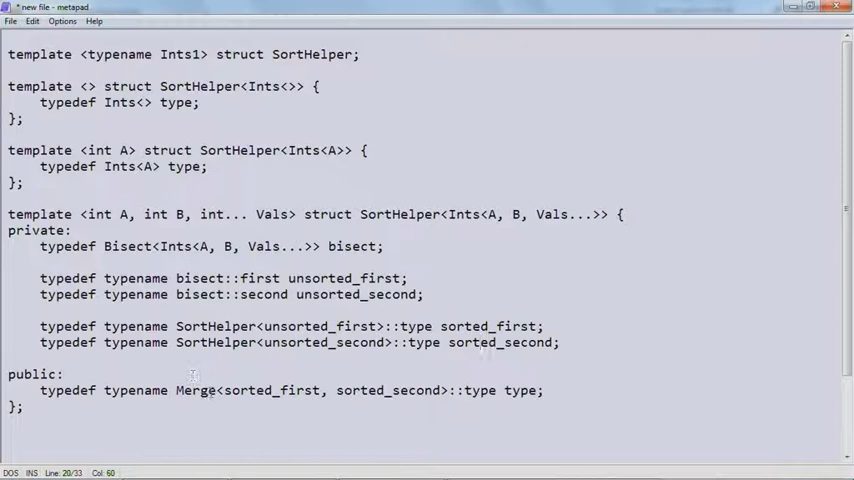 * new file - metapad
File Edit Options Help
template <typename Ints1> struct SortHelper;
template <> struct SortHelper<Ints<>> {
    typedef Ints<> type;
};
template <int A> struct SortHelper<Ints<A>> {
    typedef Ints<A> type;
};
template <int A, int B, int... Vals> struct SortHelper<Ints<A, B, Vals...>> {
private:
    typedef Bisect<Ints<A, B, Vals...>> bisect;
    typedef typename bisect::first unsorted_first;
    typedef typename bisect::second unsorted_second;
    typedef typename SortHelper<unsorted_first>::type sorted_first;
    typedef typename SortHelper<unsorted_second>::type sorted_second;
public:
    typedef typename Merge<sorted_first, sorted_second>::type type;
};
DOS INS Line: 20/33 Col: 60